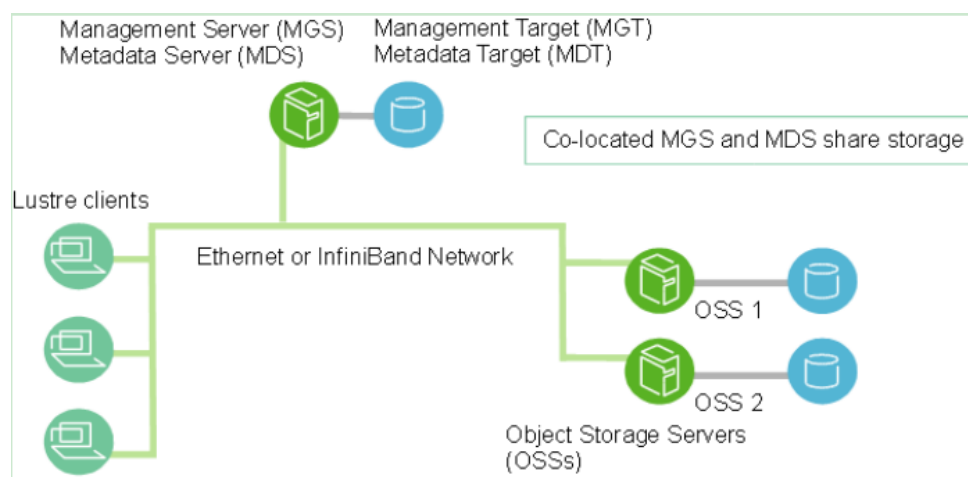 Management Server (MGS)
Metadata Server (MDS)
Management Target (MGT)
Metadata Target (MDT)
Co-located MGS and MDS share storage
Lustre clients
Ethernet or InfiniBand Network
OSS 1
OSS 2
Object Storage Servers
(OSSs)